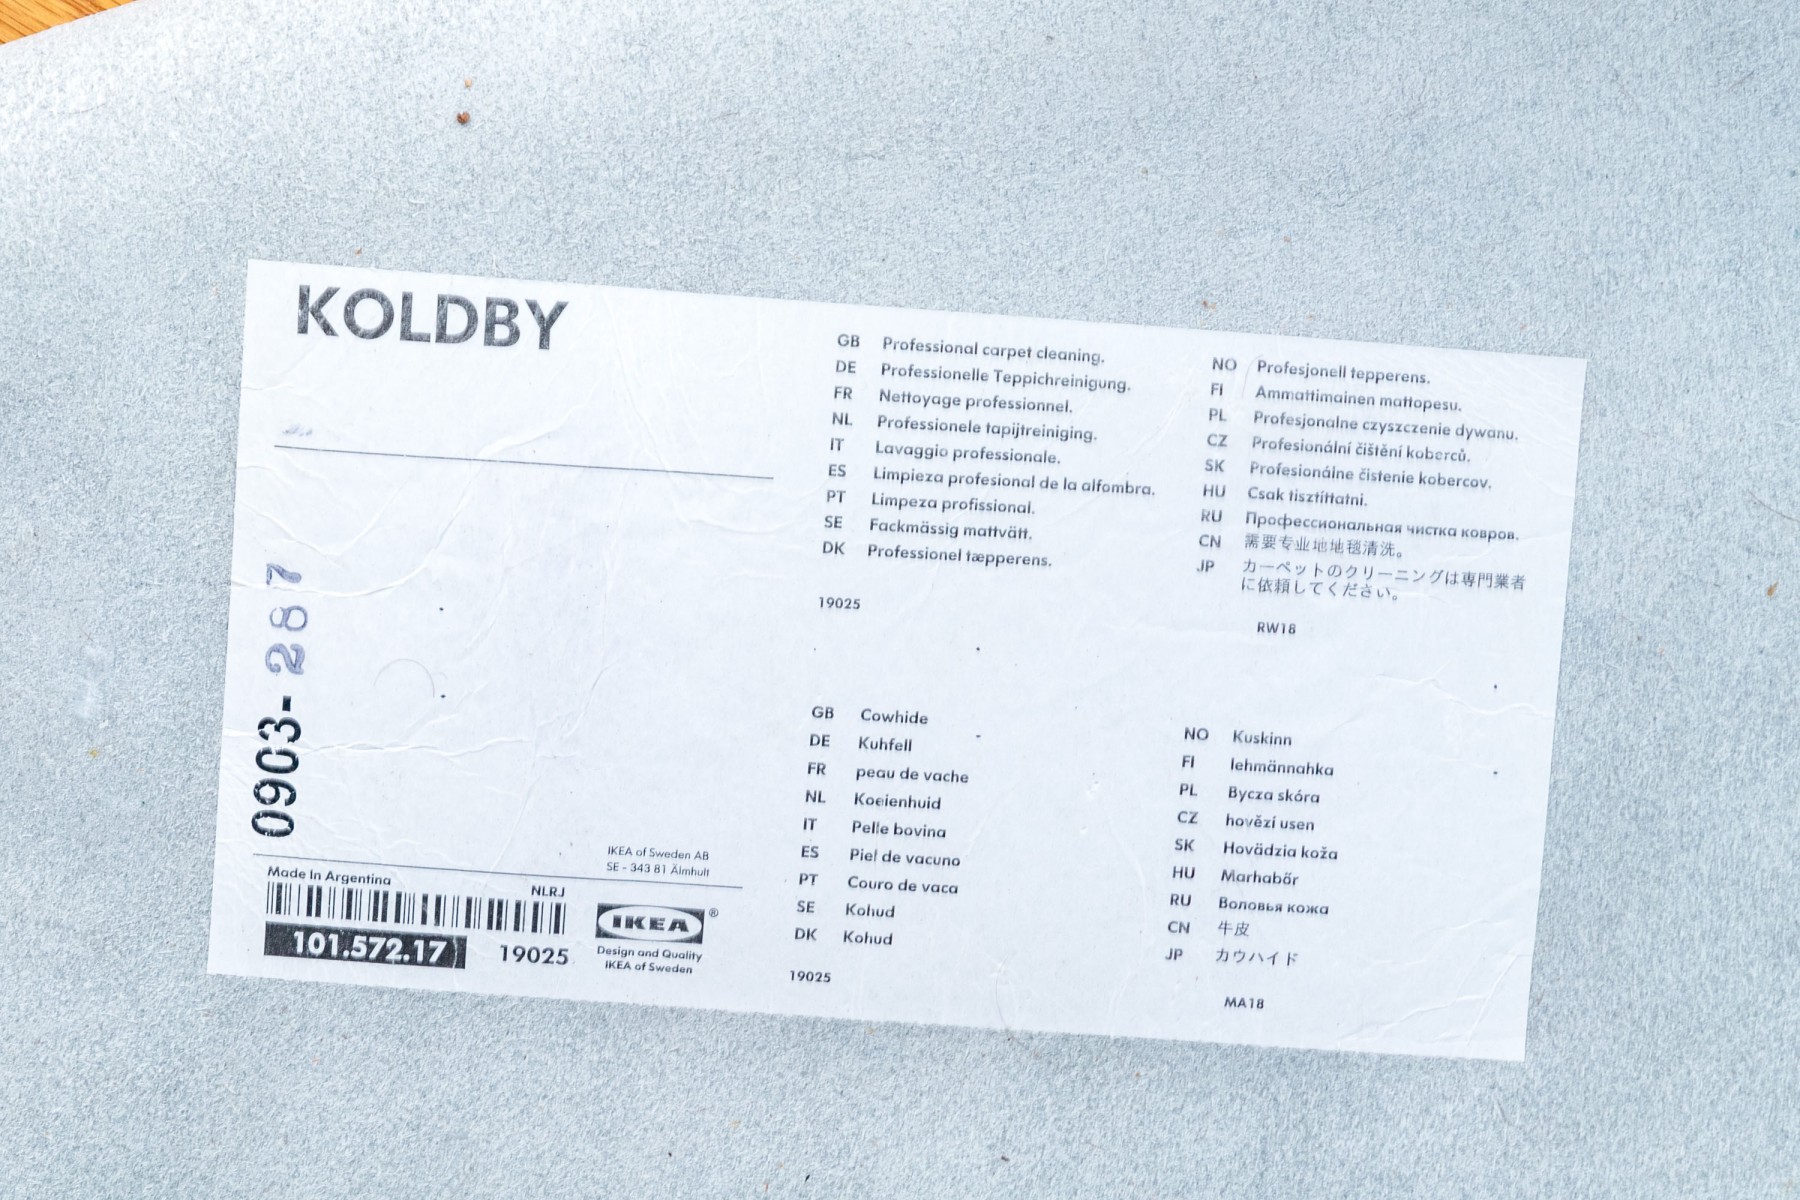 KOLDBY
0903-287
IKEA of Sweden AB
SE - 343 81 Älmhult
Made In Argentina
NLRJ
101.572.17
19025
IKEA®
Design and Quality
IKEA of Sweden
GB Professional carpet cleaning.
DE Professionelle Teppichreinigung.
FR Nettoyage professionnel.
NL Professionele tapijtreiniging.
IT Lavaggio professionale.
ES Limpieza profesional de la alfombra.
PT Limpeza profissional.
SE Fackmässig mattvätt.
DK Professionel tæpperens.
19025
NO Profesjonell tepperens.
FI Ammattimainen mattopesu.
PL Profesjonalne czyszczenie dywanu.
CZ Profesionální čištění koberců.
SK Profesionálne čistenie kobercov.
HU Csak tisztíttatni.
RU Профессиональная чистка ковров.
CN 需要专业地地毯清洗。
JP カーペットのクリーニングは専門業者
に依頼してください。
RW18
GB Cowhide
DE Kuhfell
FR peau de vache
NL Koeienhuid
IT Pelle bovina
ES Piel de vacuno
PT Couro de vaca
SE Kohud
DK Kohud
19025
NO Kuskinn
FI lehmännahka
PL Bycza skóra
CZ hovězí usen
SK Hovädzia koža
HU Marhabőr
RU Воловья кожа
CN 牛皮
JP カウハイド
MA18